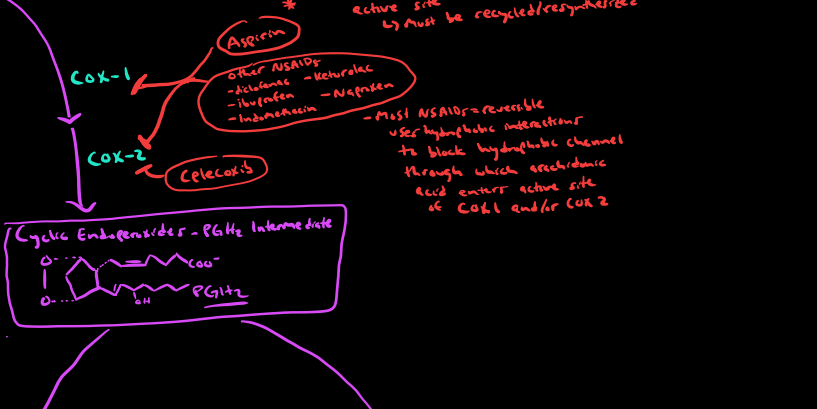 * active site
↳ Must be recycled/resynthesized
Aspirin
COX-1
other NSAIDs
-diclofenac -Ketorolac
-ibuprofen -Naproxen
-Indomethacin
- Most NSAIDs = reversible
uses hydrophobic interactions
to block hydrophobic channel
through which arachidonic
acid enters active site
of COX1 and/or COX2
COX-2
Celecoxib
Cyclic Endoperoxides - PGH2 Intermediate
O
COO-
O
OH
PGH2